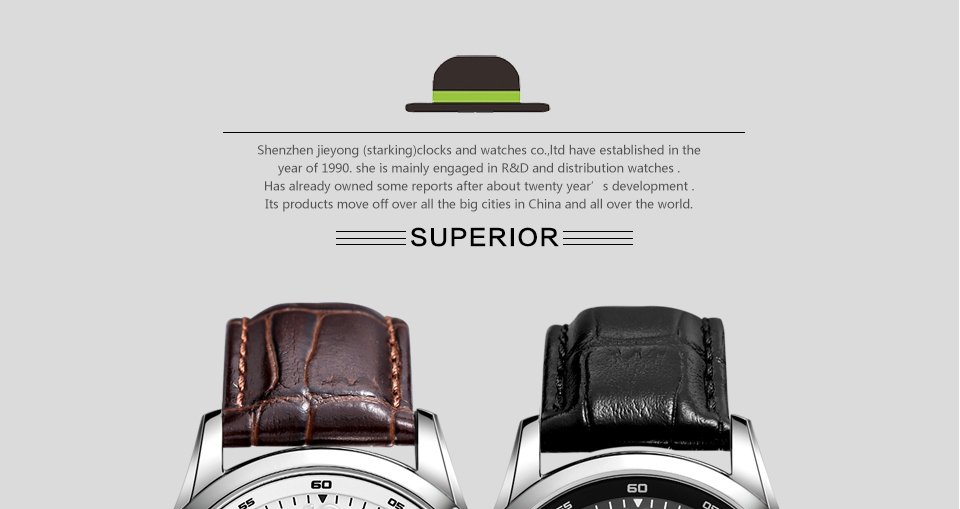 Shenzhen jieyong (starking)clocks and watches co.,ltd have established in the
year of 1990. she is mainly engaged in R&D and distribution watches .
Has already owned some reports after about twenty year’s development .
Its products move off over all the big cities in China and all over the world.
SUPERIOR
60
55
05
60
55
05